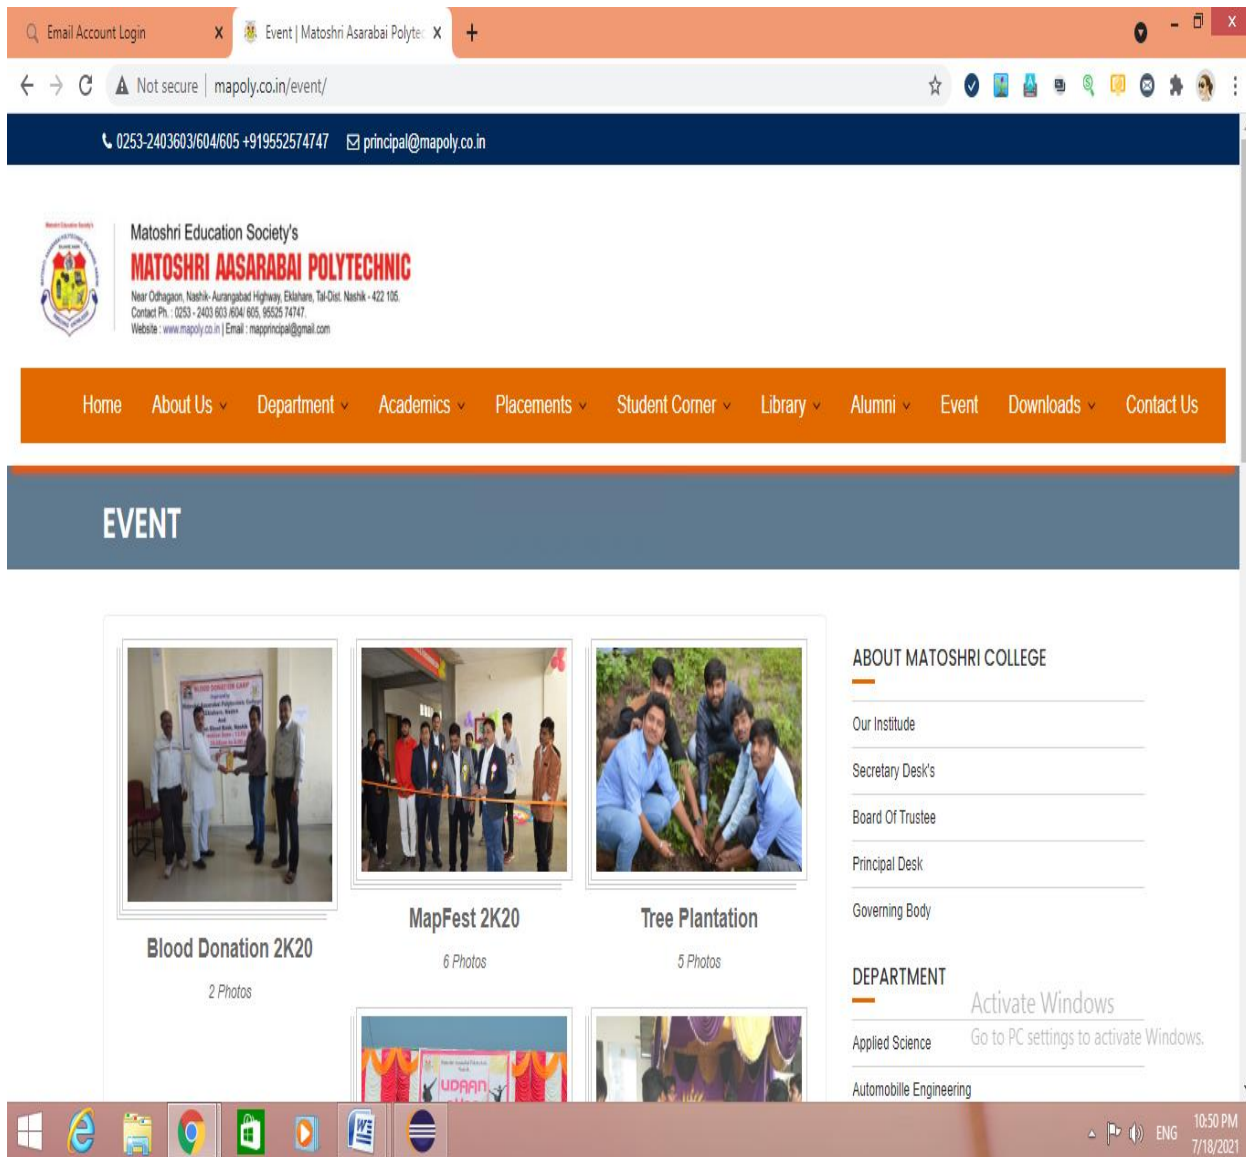 Email Account Login
Event | Matoshri Asarabai Polytec
Not secure | mapoly.co.in/event/
0253-2403603/604/605 +919552574747 principal@mapoly.co.in
Matoshri Education Society's
MATOSHRI AASARABAI POLYTECHNIC
Near Odhagaon, Nashik- Aurangabad Highway, Eklahare, Tal-Dist. Nashik - 422 105.
Contact Ph. : 0253 - 2403 603 /604/ 605, 95525 74747.
Website : www.mapoly.co.in | Email : mapprincipal@gmail.com
Home About Us Department Academics Placements Student Corner Library Alumni Event Downloads Contact Us
EVENT
BLOOD DONATION CAMP
Blood Donation 2K20
2 Photos
MapFest 2K20
6 Photos
Tree Plantation
5 Photos
UDAAN
ABOUT MATOSHRI COLLEGE
Our Institude
Secretary Desk's
Board Of Trustee
Principal Desk
Governing Body
DEPARTMENT
Applied Science
Automobille Engineering
Activate Windows
Go to PC settings to activate Windows.
ENG
10:50 PM
7/18/2021